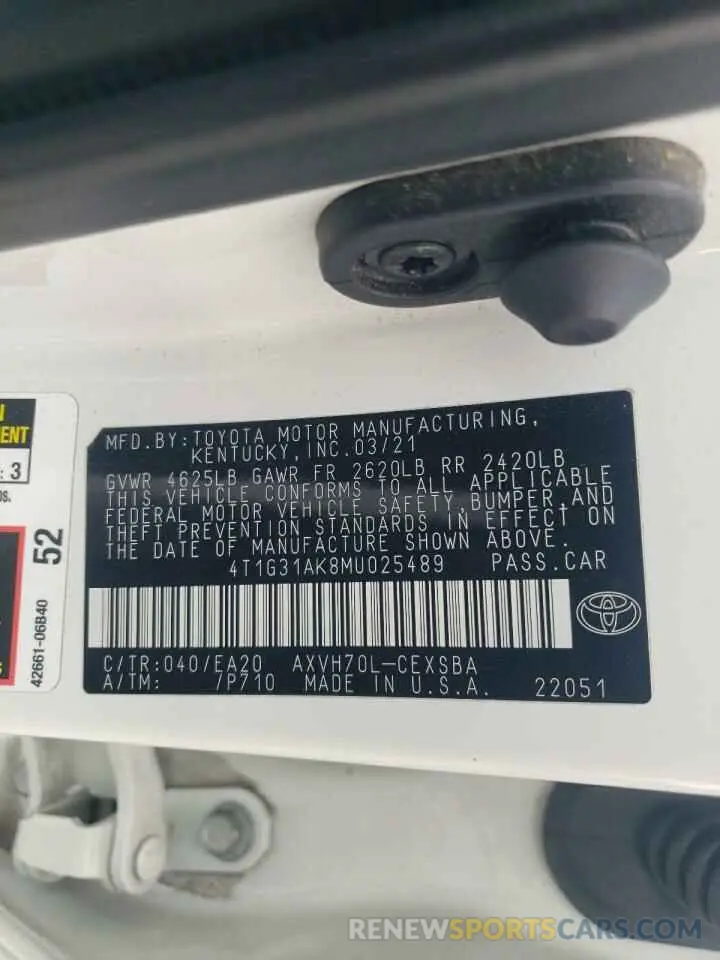 MFD.BY:TOYOTA MOTOR MANUFACTURING,
KENTUCKY,INC.03/21
GVWR 4625LB GAWR FR 2620LB RR 2420LB
THIS VEHICLE CONFORMS TO ALL APPLICABLE
FEDERAL MOTOR VEHICLE SAFETY,BUMPER,AND
THEFT PREVENTION STANDARDS IN EFFECT ON
THE DATE OF MANUFACTURE SHOWN ABOVE.
4T1G31AK8MU025489 PASS.CAR
C/TR:040/EA20 AXVH70L-CEXSBA
A/TM: 7P710 MADE IN U.S.A. 22051
: 3
52
42661-06B40
RENEWSPORTSCARS.COM